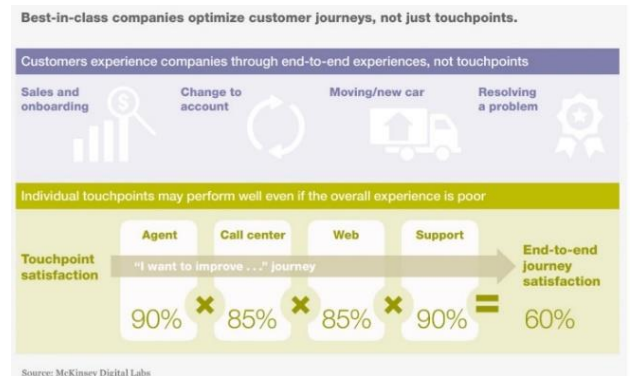 Best-in-class companies optimize customer journeys, not just touchpoints.
Customers experience companies through end-to-end experiences, not touchpoints
Sales and
onboarding
Change to
account
Moving/new car
Resolving
a problem
$
Individual touchpoints may perform well even if the overall experience is poor
Touchpoint
satisfaction
Agent
Call center
Web
Support
"I want to improve . . ." journey
90% × 85% × 85% × 90% = 60%
End-to-end
journey
satisfaction
Source: McKinsey Digital Labs